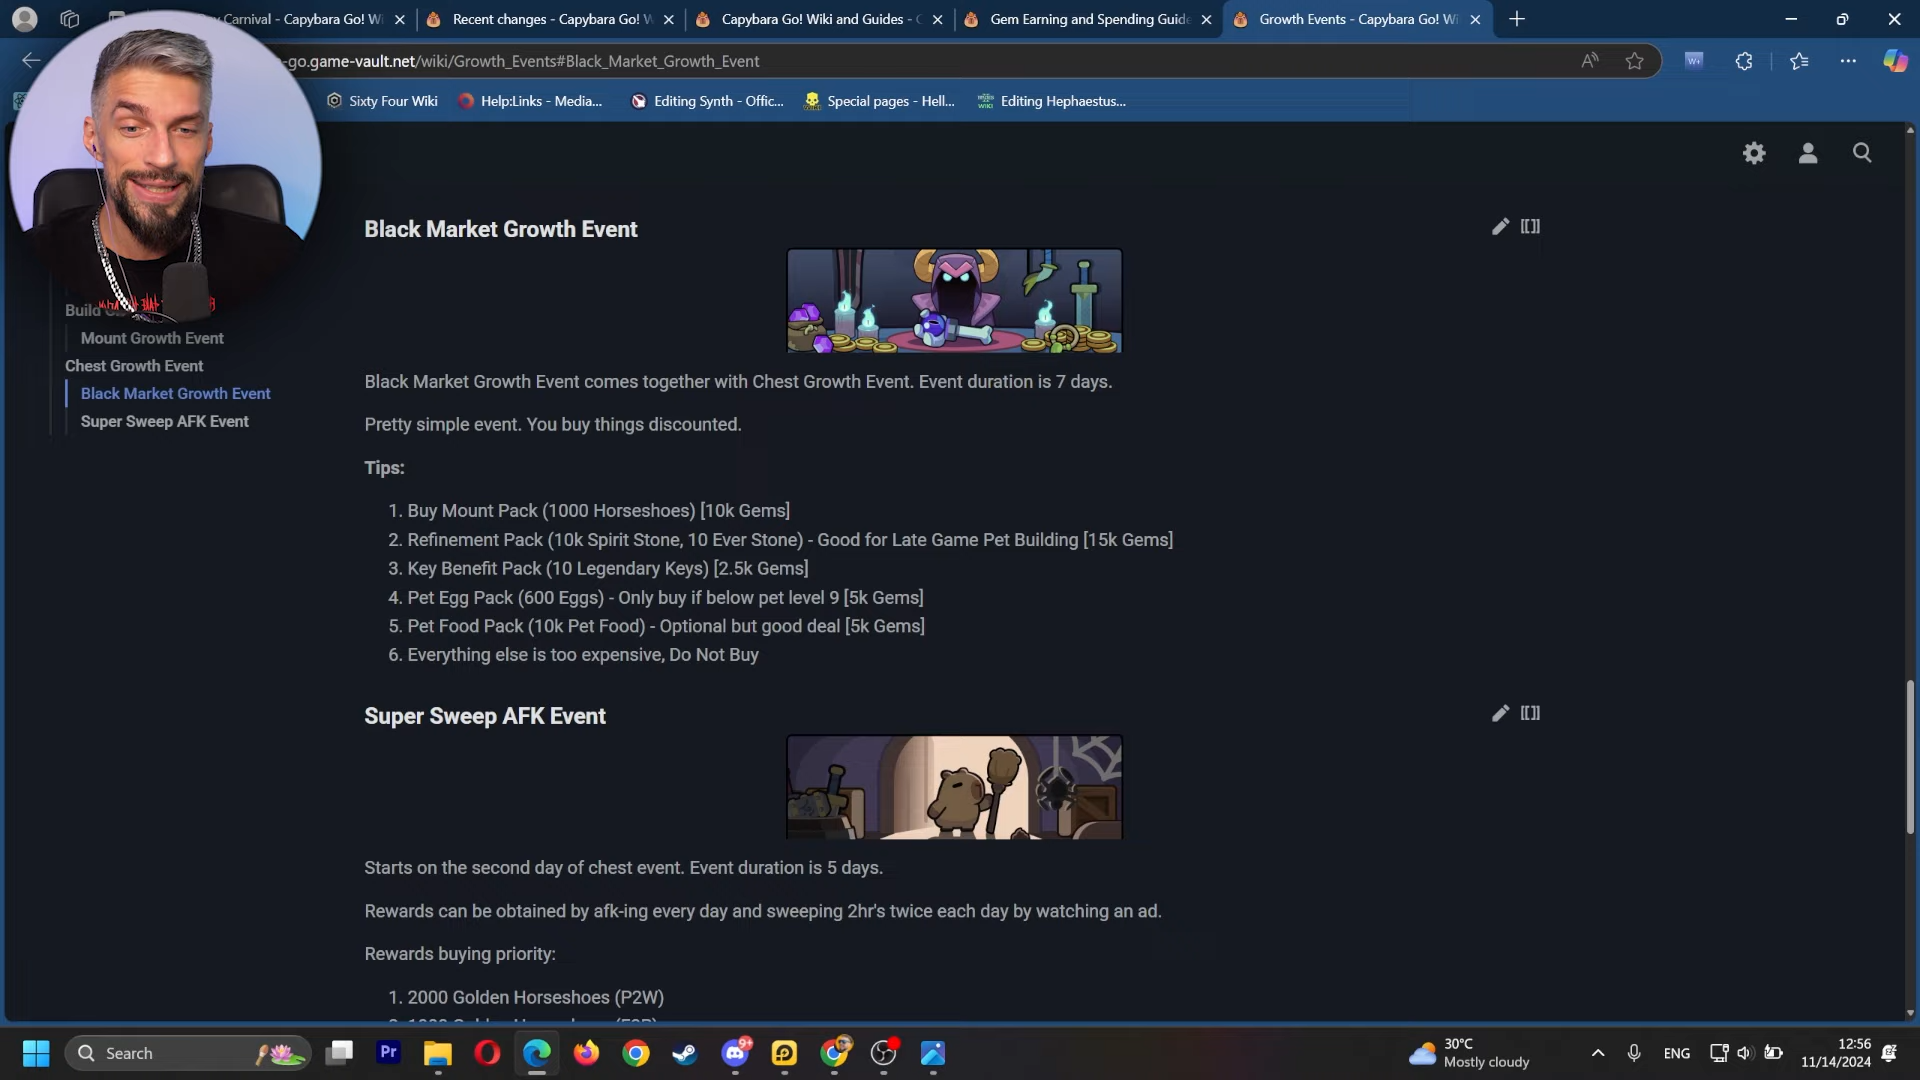 Carnival - Capybara Go! Wi
Recent changes - Capybara Go! W
Capybara Go! Wiki and Guides - C
Gem Earning and Spending Guide
Growth Events - Capybara Go! Wi
-go.game-vault.net/wiki/Growth_Events#Black_Market_Growth_Event
Sixty Four Wiki
Help:Links - Media...
Editing Synth - Offic...
Special pages - Hell...
Editing Hephaestus...
Build
Mount Growth Event
Chest Growth Event
Black Market Growth Event
Super Sweep AFK Event
Black Market Growth Event
Black Market Growth Event comes together with Chest Growth Event. Event duration is 7 days.
Pretty simple event. You buy things discounted.
Tips:
1. Buy Mount Pack (1000 Horseshoes) [10k Gems]
2. Refinement Pack (10k Spirit Stone, 10 Ever Stone) - Good for Late Game Pet Building [15k Gems]
3. Key Benefit Pack (10 Legendary Keys) [2.5k Gems]
4. Pet Egg Pack (600 Eggs) - Only buy if below pet level 9 [5k Gems]
5. Pet Food Pack (10k Pet Food) - Optional but good deal [5k Gems]
6. Everything else is too expensive, Do Not Buy
Super Sweep AFK Event
Starts on the second day of chest event. Event duration is 5 days.
Rewards can be obtained by afk-ing every day and sweeping 2hr's twice each day by watching an ad.
Rewards buying priority:
1. 2000 Golden Horseshoes (P2W)
Search
Pr
9+
30°C
Mostly cloudy
ENG
12:56
11/14/2024